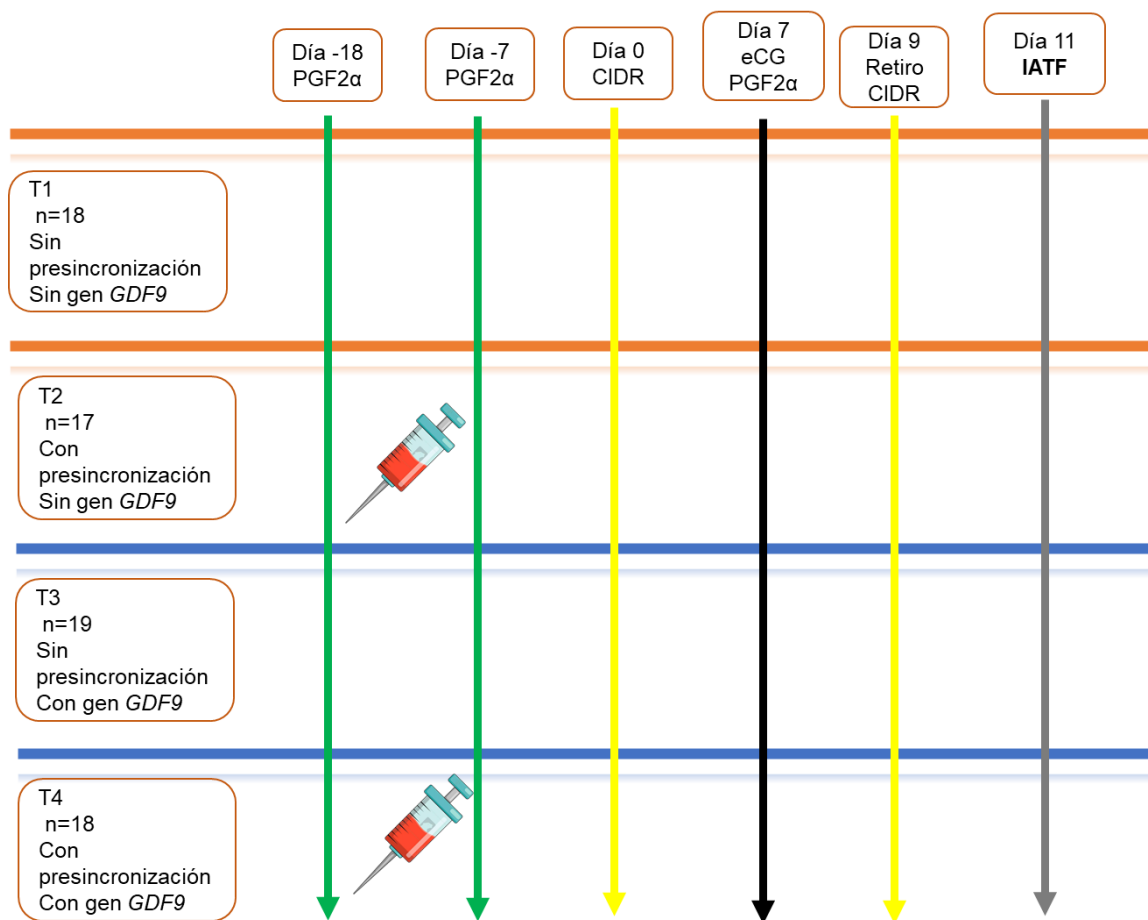 Día -18
PGF2α
Día -7
PGF2α
Día 0
CIDR
Día 7
eCG
PGF2α
Día 9
Retiro
CIDR
Día 11
IATF
T1
n=18
Sin
presincronización
Sin gen GDF9
T2
n=17
Con
presincronización
Sin gen GDF9
T3
n=19
Sin
presincronización
Con gen GDF9
T4
n=18
Con
presincronización
Con gen GDF9